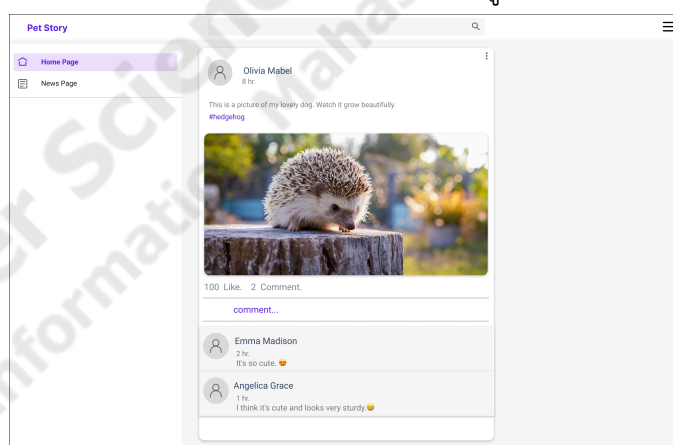 Pet Story
Home Page
News Page
Olivia Mabel
8 hr.
This is a picture of my lovely dog. Watch it grow beautifully.
#hedgehog
100 Like. 2 Comment.
comment...
Emma Madison
2 hr.
It's so cute. 😍
Angelica Grace
1 hr.
I think it's cute and looks very sturdy.😄